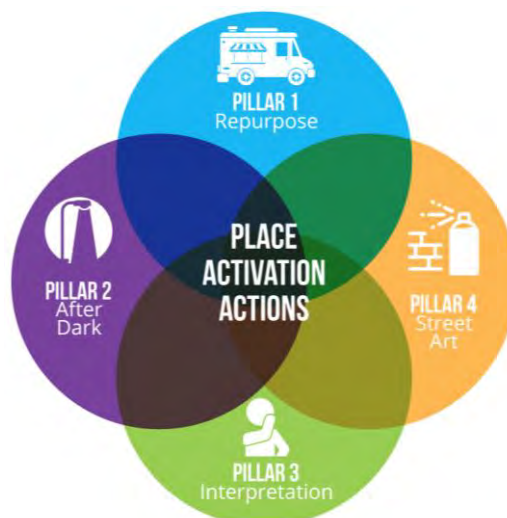 PILLAR 1
Repurpose
PLACE
ACTIVATION
ACTIONS
PILLAR 2
After
Dark
PILLAR 4
Street
Art
PILLAR 3
Interpretation